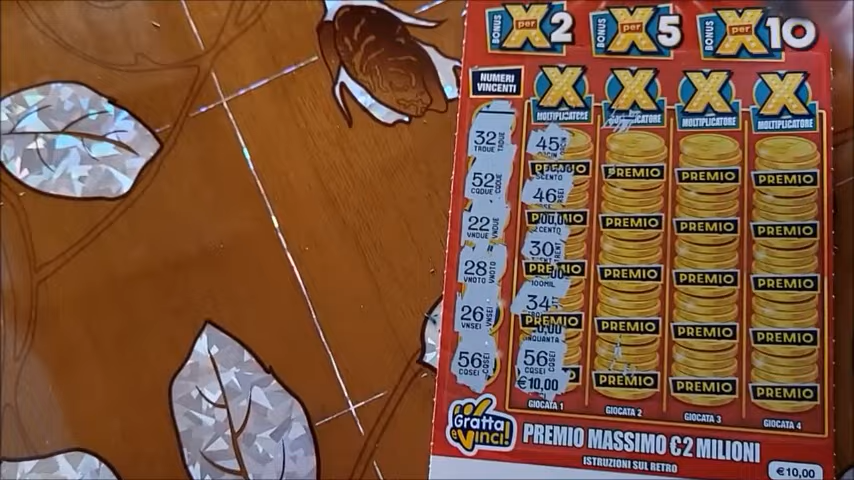 BONUS X per 2 BONUS X per 5 BONUS X per 10
NUMERI VINCENTI
X MOLTIPLICATORE X MOLTIPLICATORE X MOLTIPLICATORE X MOLTIPLICATORE
32 TRDUE 45
PREMIO PREMIO PREMIO PREMIO
CENTO
52 CQDUE 46
PREMIO PREMIO PREMIO PREMIO
22 VNDUE 30
PREMIO PREMIO PREMIO PREMIO
100MIL
28 VNOTO 34
PREMIO PREMIO PREMIO PREMIO
26 VNSEI
56 CQSEI 56 CQSEI
€10,00 PREMIO PREMIO PREMIO
GIOCATA 1 GIOCATA 2 GIOCATA 3 GIOCATA 4
Gratta e Vinci!
PREMIO MASSIMO €2 MILIONI
ISTRUZIONI SUL RETRO
€10,00